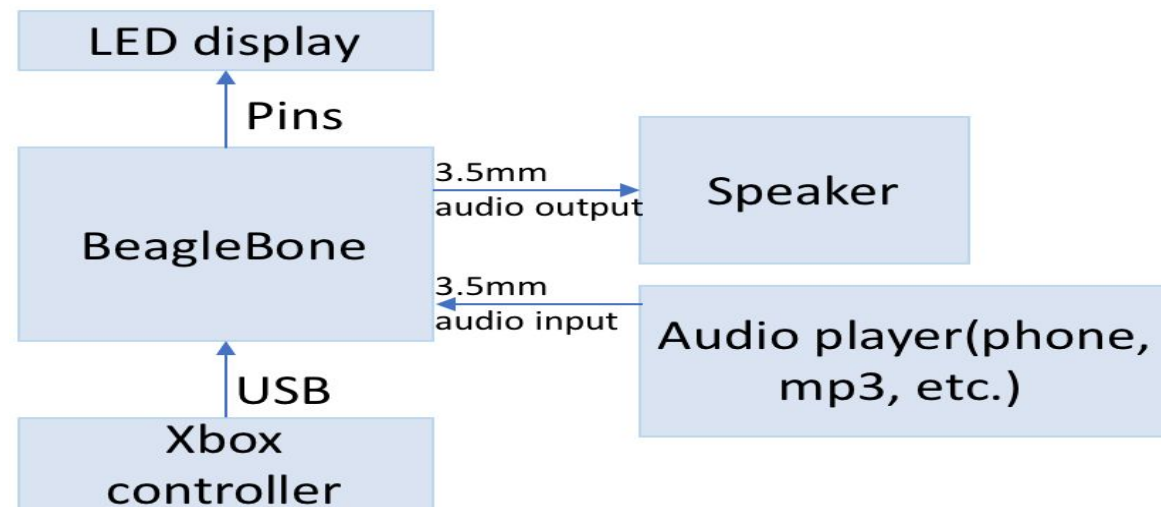 LED display
Pins
BeagleBone
3.5mm
audio output
Speaker
3.5mm
audio input
Audio player(phone,
mp3, etc.)
USB
Xbox
controller